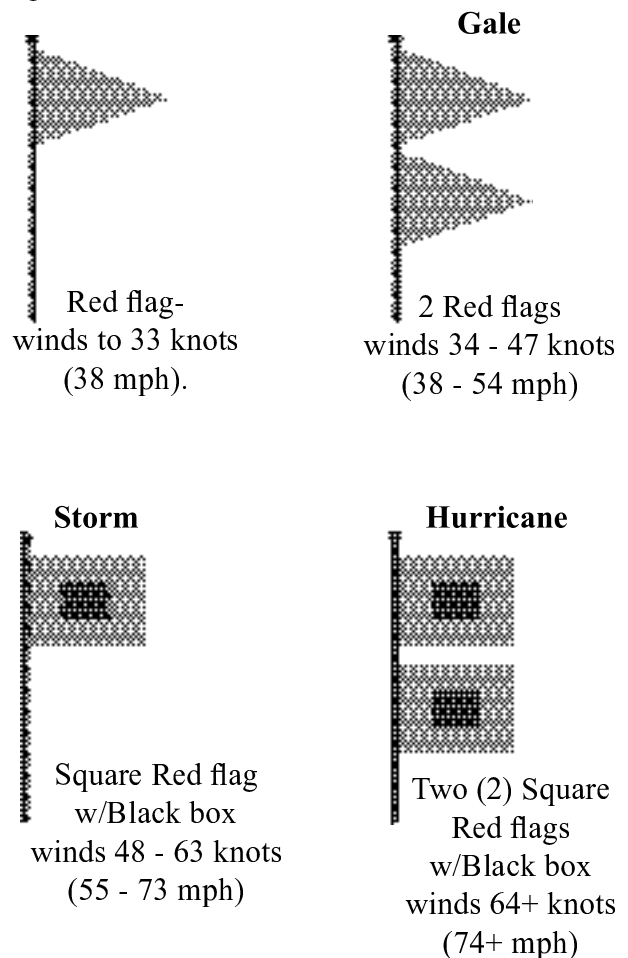 Gale
Red flag-
winds to 33 knots
(38 mph).
2 Red flags
winds 34 - 47 knots
(38 - 54 mph)
Storm
Hurricane
Square Red flag
w/Black box
winds 48 - 63 knots
(55 - 73 mph)
Two (2) Square
Red flags
w/Black box
winds 64+ knots
(74+ mph)